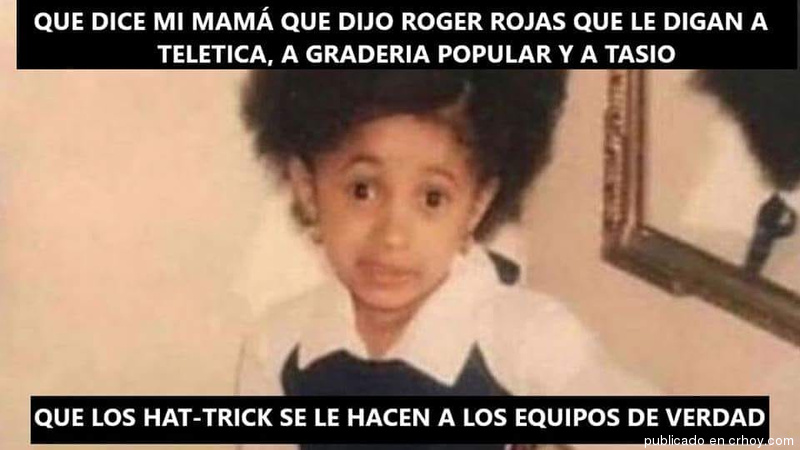 QUE DICE MI MAMÁ QUE DIJO ROGER ROJAS QUE LE DIGAN A
TELETICA, A GRADERIA POPULAR Y A TASIO
QUE LOS HAT-TRICK SE LE HACEN A LOS EQUIPOS DE VERDAD
publicado en crhoy.com